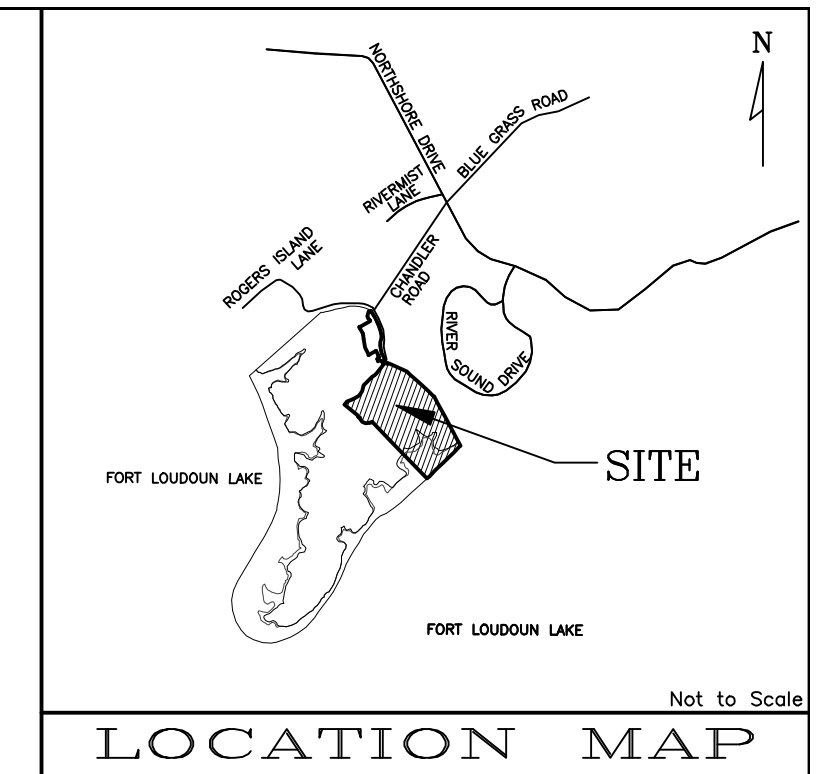 N
NORTHSHORE DRIVE
BLUE GRASS ROAD
RIVERMIST
LANE
ROGERS ISLAND
LANE
CHANDLER
ROAD
RIVER
SOUND DRIVE
SITE
FORT LOUDOUN LAKE
FORT LOUDOUN LAKE
Not to Scale
LOCATION MAP